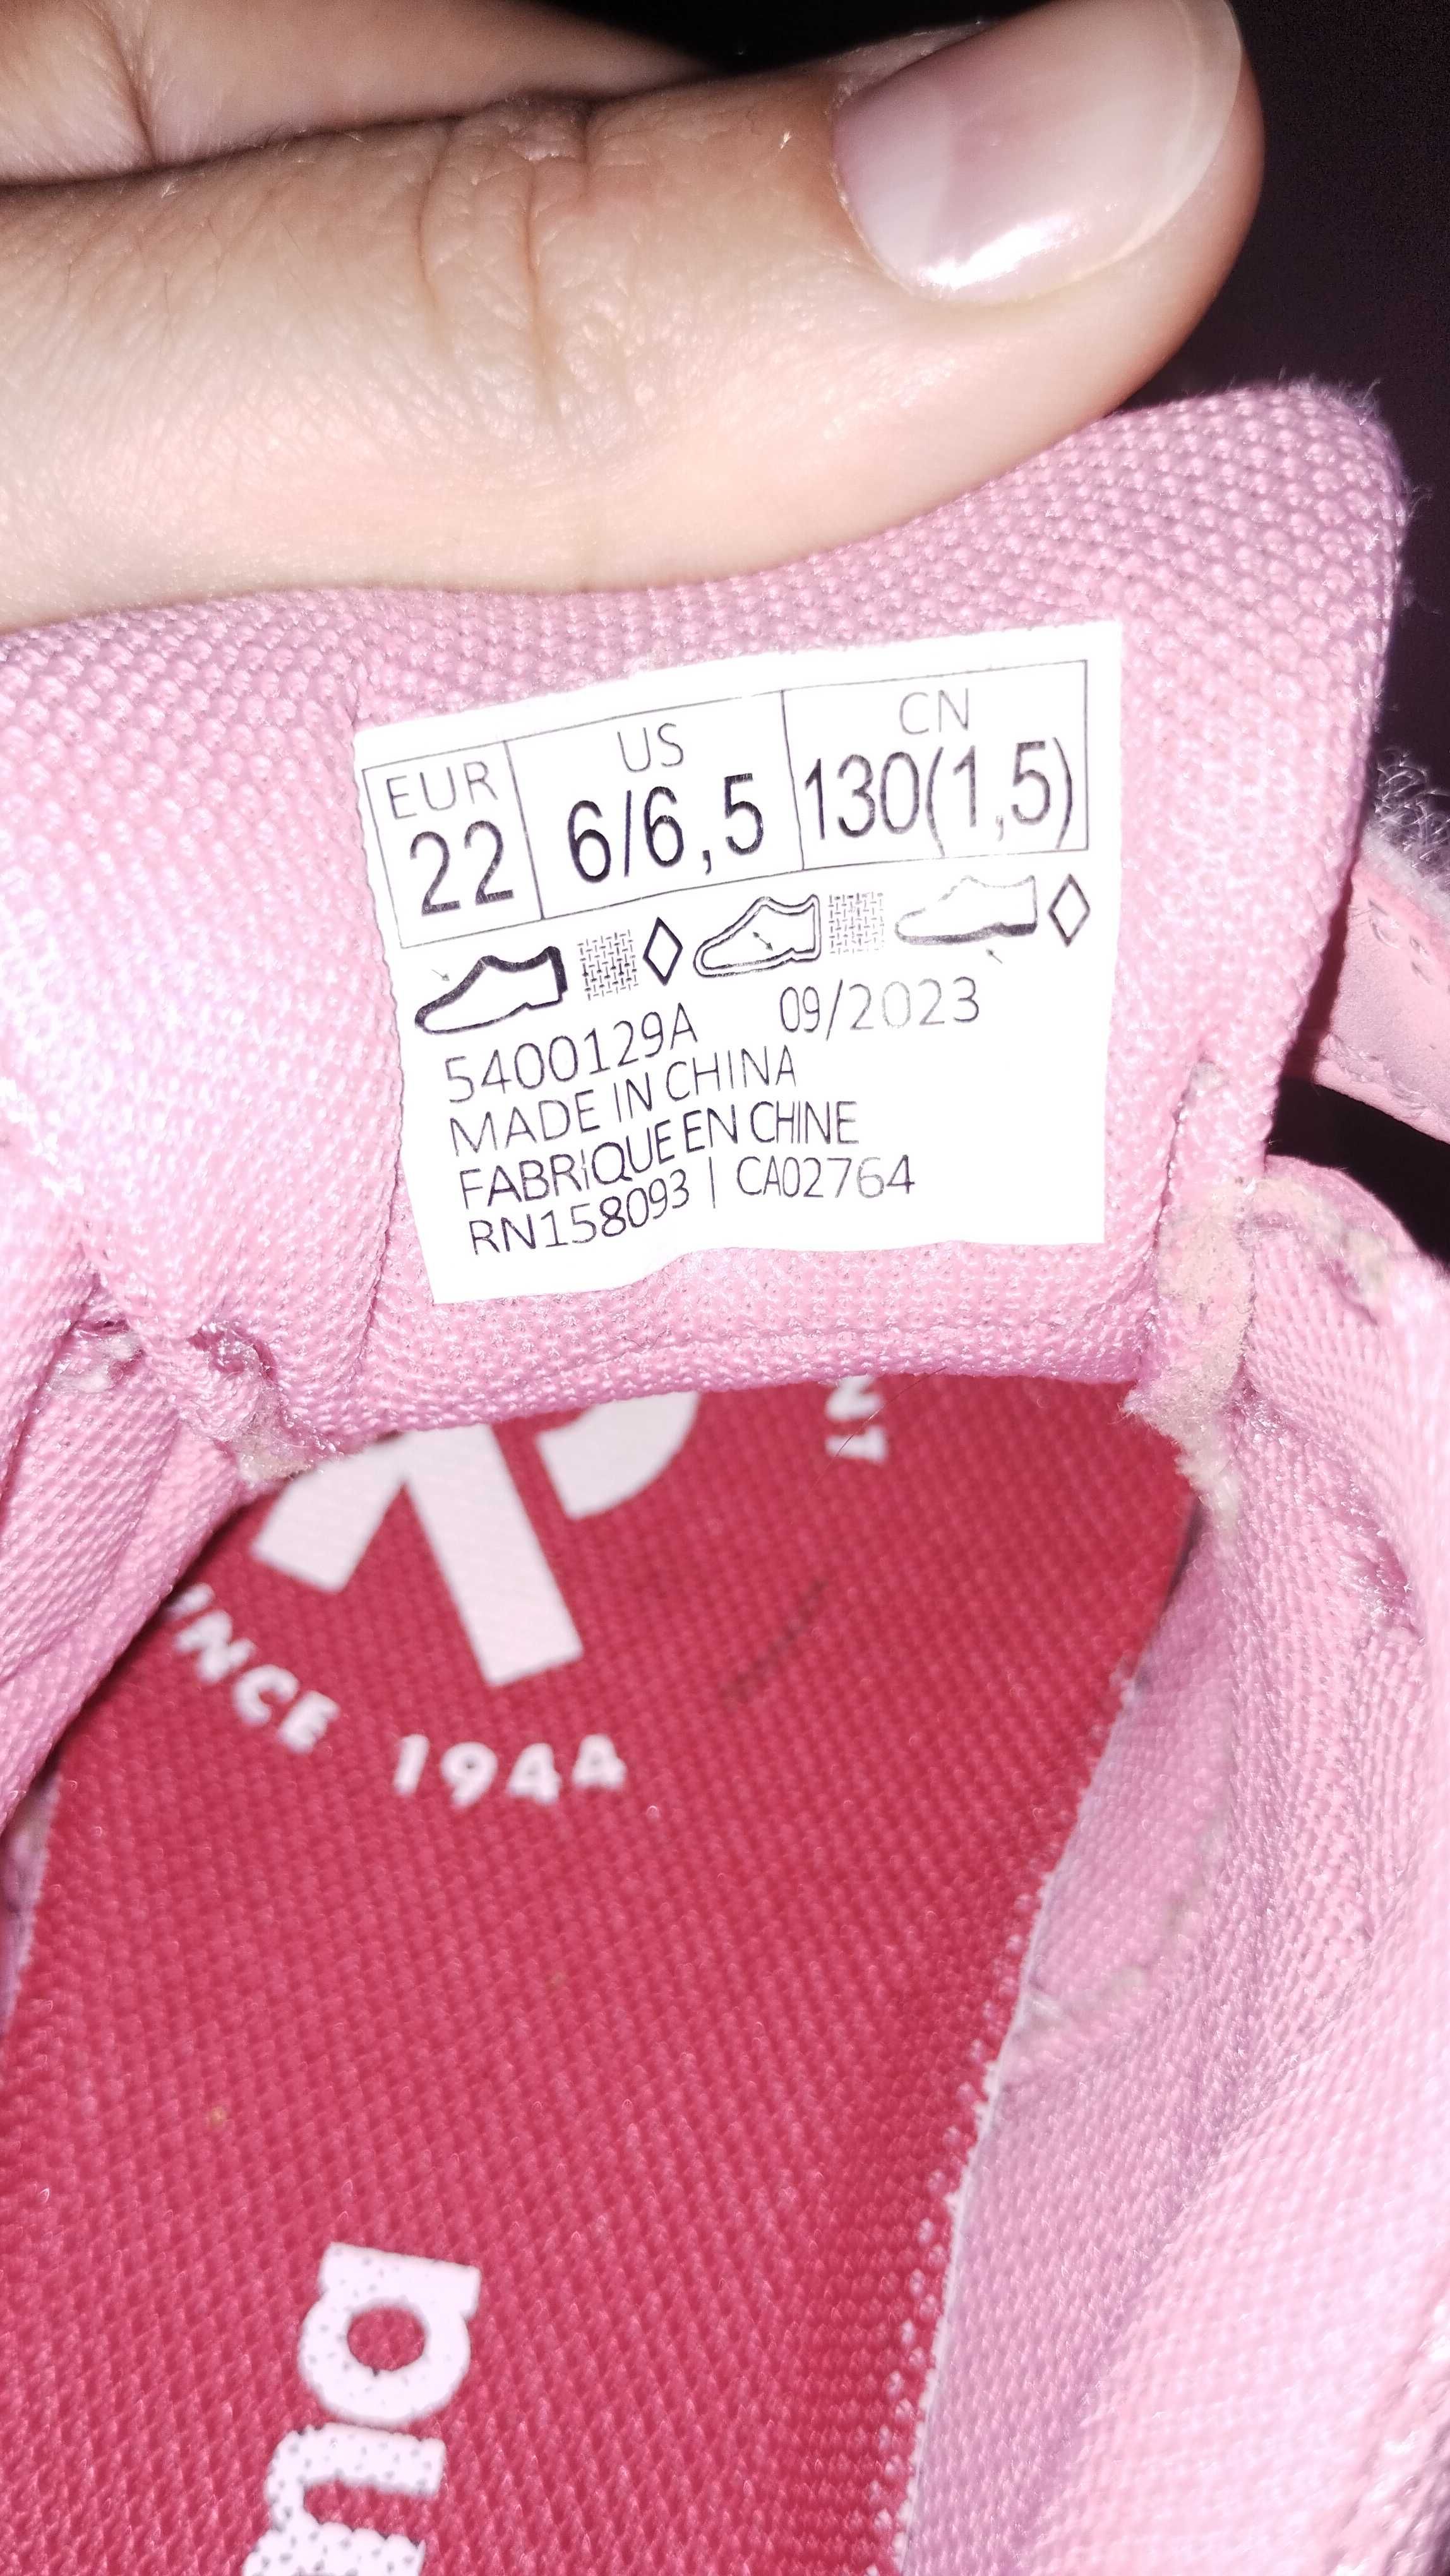 EUR US CN
22 6/6,5 130(1,5)
5400129A 09/2023
MADE IN CHINA
FABRIQUE EN CHINE
RN158093 | CA02764
1944